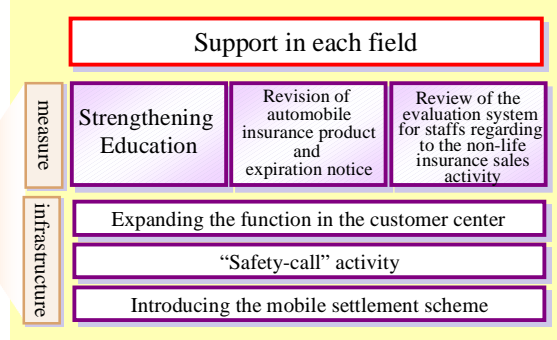 Support in each field
measure
Strengthening
Education
Revision of
automobile
insurance product
and
expiration notice
Review of the
evaluation system
for staffs regarding
to the non-life
insurance sales
activity
infrastructure
Expanding the function in the customer center
“Safety-call” activity
Introducing the mobile settlement scheme